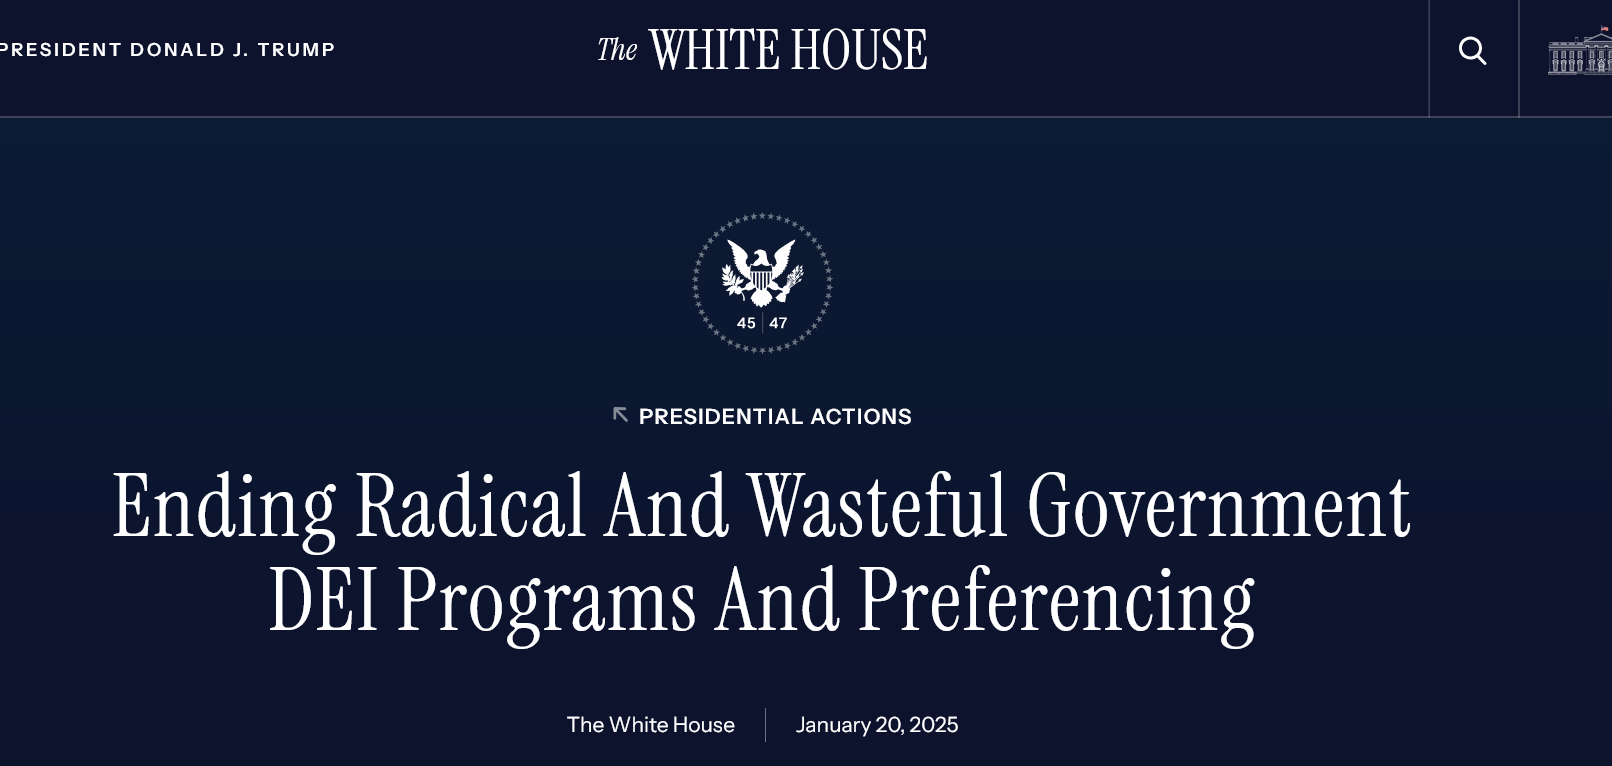 PRESIDENT DONALD J. TRUMP
The WHITE HOUSE
45 | 47
PRESIDENTIAL ACTIONS
Ending Radical And Wasteful Government
DEI Programs And Preferencing
The White House
January 20, 2025